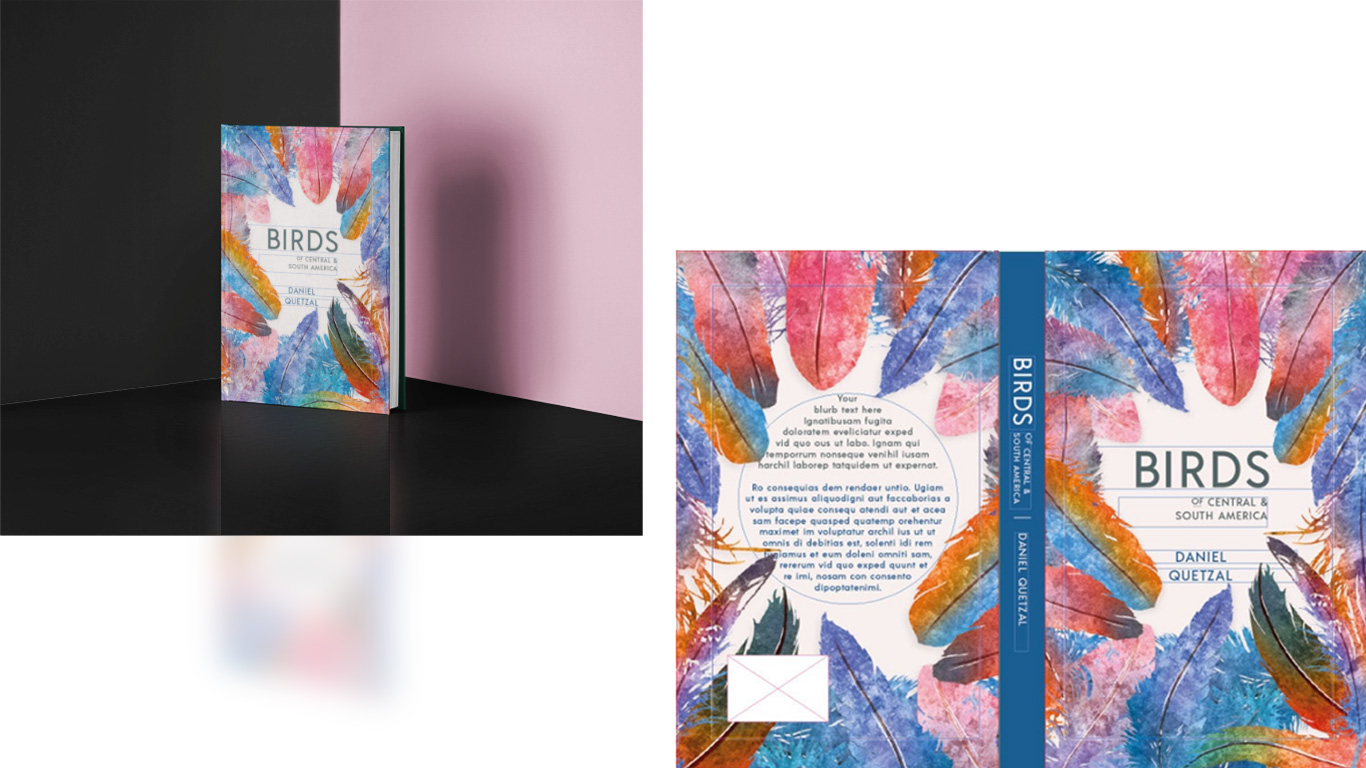 BIRDS
OF CENTRAL &
SOUTH AMERICA
DANIEL
QUETZAL
Your
blurb text here
Ignatibusam fugita
doloratem eveliciatur exped
vid quo ous ut labo. Ignam qui
temporrum nonseque venihil iusam
harchil laborep tatquidem ut expernat.
Ro consequias dem rendaer untio. Ugiam
ut es assimus aliquodigni aut faccaborias a
volupta quiae consequ atendi aut et acea
sam facepe quasped quatemp orehentur
maximet im voluptatur archil ius ut ut
omnis di debitias est, solenti idi rem
et eum doleni omniti sam,
rererum vid quo exped quunt et
re imi, nosam con consento
dipoptatenimi.
BIRDS
OF CENTRAL &
SOUTH AMERICA
DANIEL QUETZAL
BIRDS
OF CENTRAL &
SOUTH AMERICA
DANIEL
QUETZAL